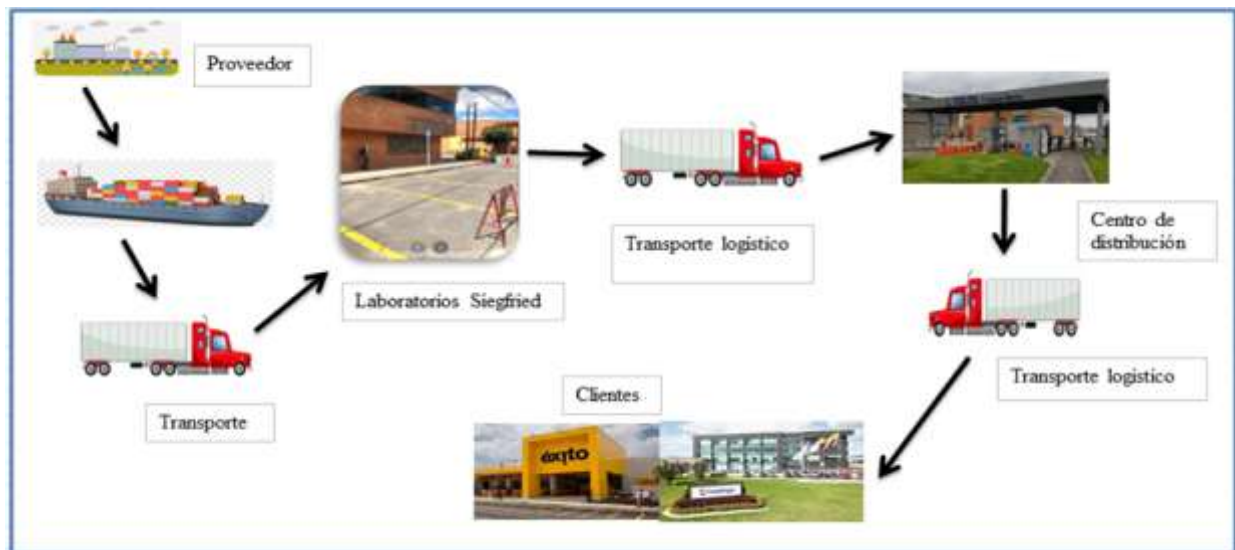 Proveedor
Transporte
Laboratorios Siegfried
Transporte logistico
Centro de
distribución
Transporte logistico
Clientes
éxito